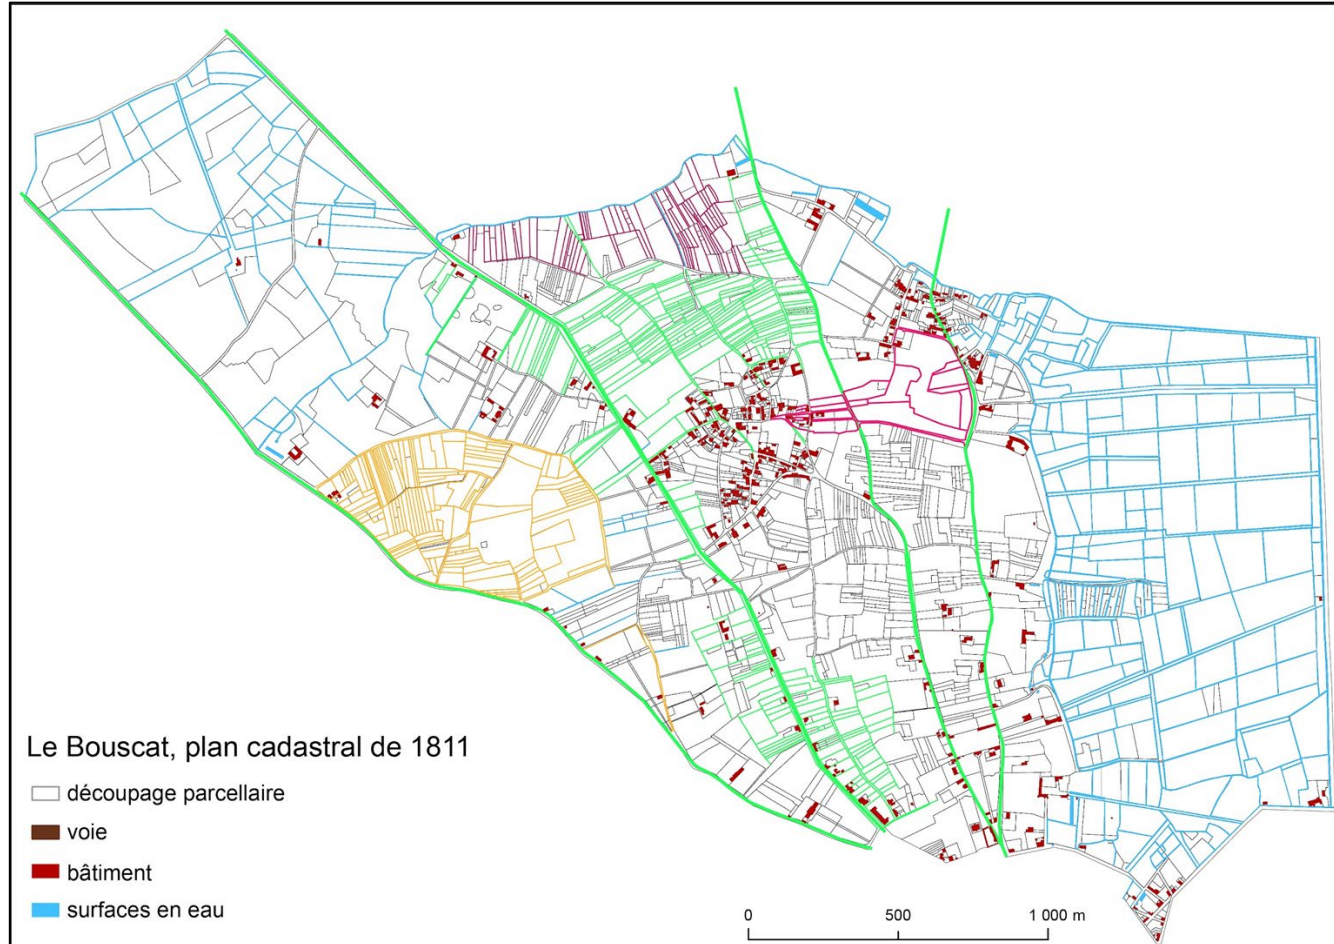 Le Bouscat, plan cadastral de 1811
découpage parcellaire
voie
bâtiment
surfaces en eau
0 500 1 000 m